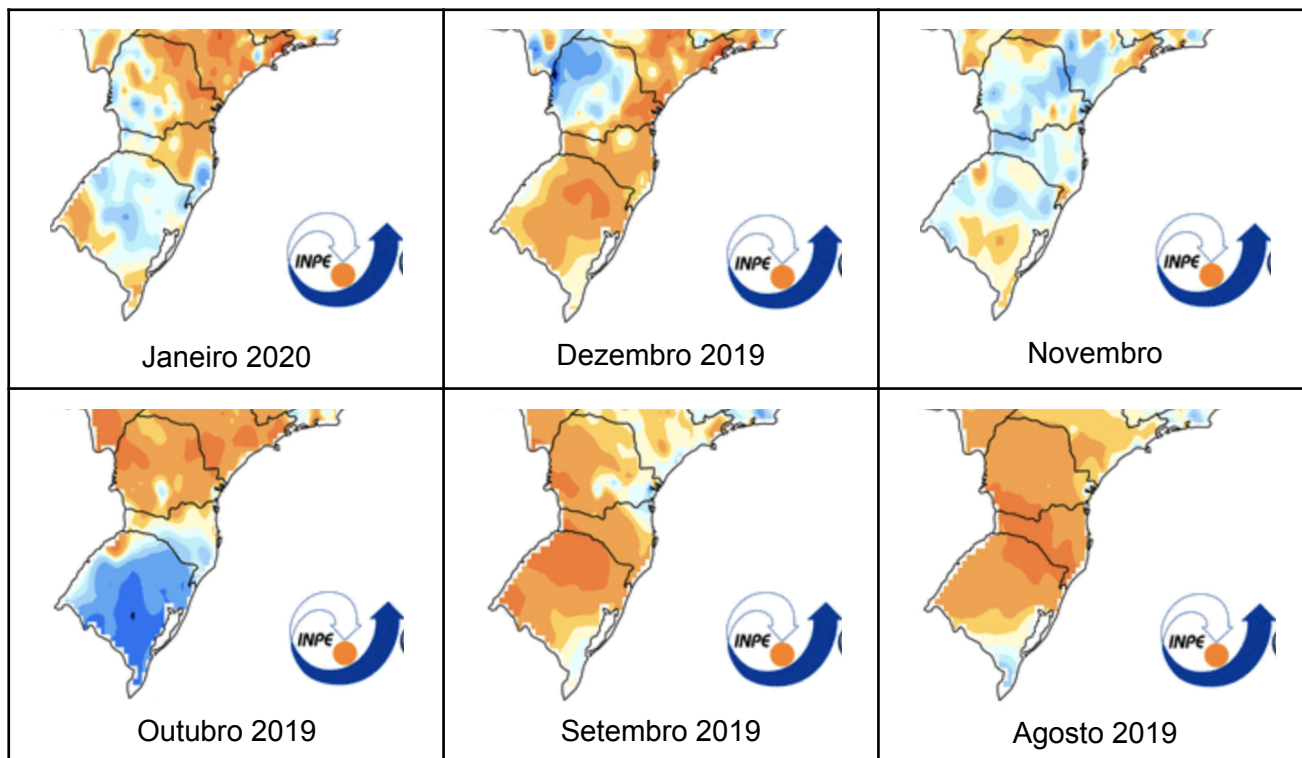 INPE
INPE
INPE
Janeiro 2020
Dezembro 2019
Novembro
INPE
INPE
INPE
Outubro 2019
Setembro 2019
Agosto 2019